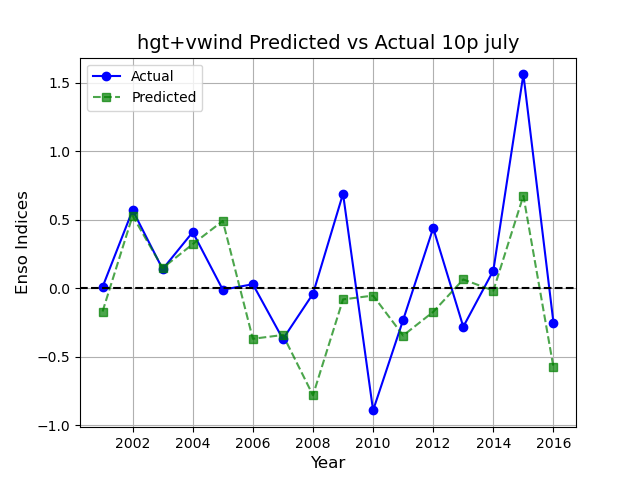 hgt+vwind Predicted vs Actual 10p july
Actual
Predicted
Enso Indices
1.5
1.0
0.5
0.0
−0.5
−1.0
2002 2004 2006 2008 2010 2012 2014 2016
Year